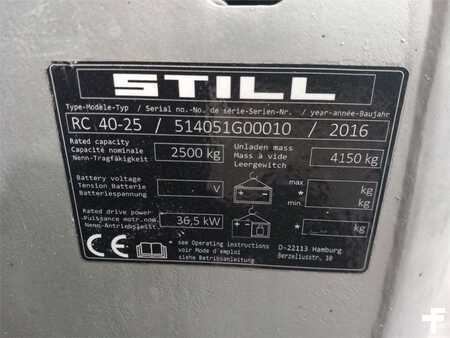 STILL
Type-Modèle-Typ / Serial no.-No. de série-Serien-Nr. / year-année-Baujahr
RC 40-25 / 514051G00010 / 2016
Rated capacity
Capacité nominale
Nenn-Tragfähigkeit
2500 kg
Unladen mass
Mass à vide
Leergewitch
4150 kg
Battery voltage
Tension Batterie
Batteriespannung
V
max. kg
* min kg
Rated drive power
Puissance motr.nom.
Nenn-Antriebsleist.
36,5 kW
* kg
CE
* see Operating instructions
voir Mode d'emploi
siehe Betriebsanleitung
D-22113 Hamburg
Berzeliusstr. 10